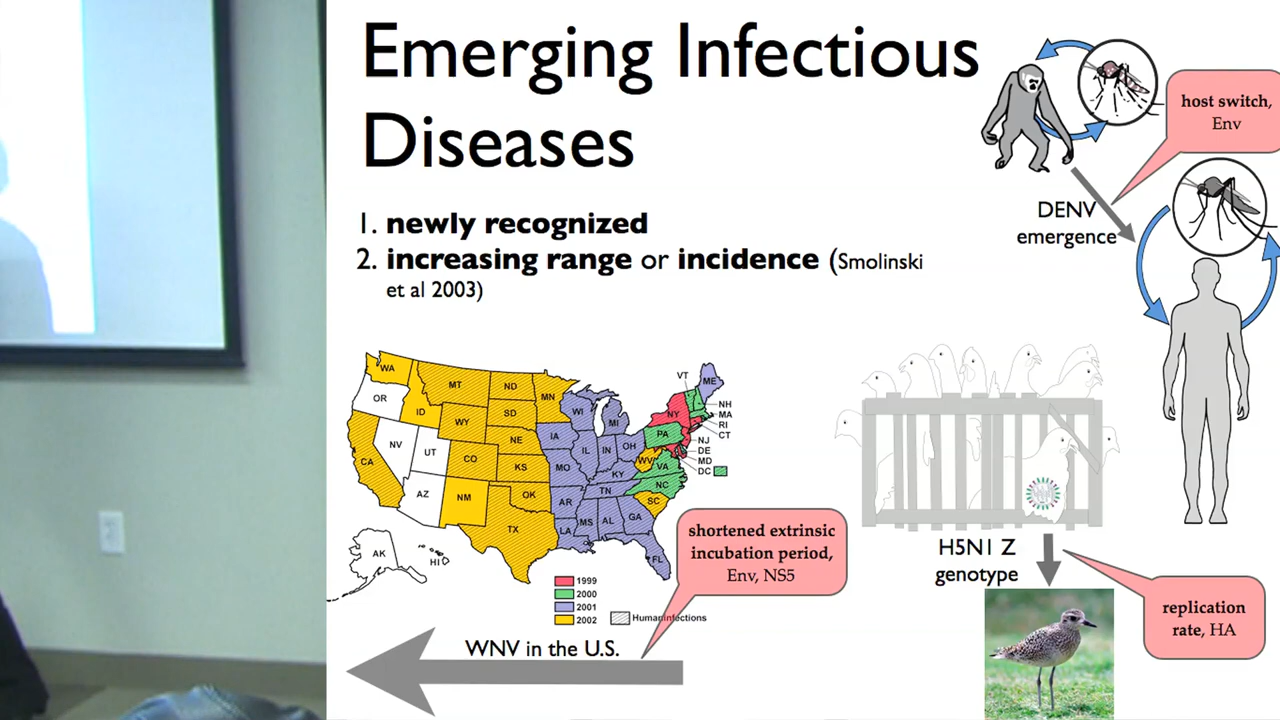 Emerging Infectious
Diseases
1. newly recognized
2. increasing range or incidence (Smolinski
et al 2003)
host switch,
Env
DENV
emergence
WA
OR
CA
NV
ID
MT
WY
UT
AZ
CO
NM
ND
SD
NE
KS
OK
TX
MN
IA
MO
AR
LA
WI
IL
MI
IN
OH
KY
TN
MS
AL
GA
FL
SC
NC
VA
WV
PA
NY
VT
ME
NH
MA
RI
CT
NJ
DE
MD
DC
AK
HI
1999
2000
2001
2002
Human infections
shortened extrinsic
incubation period,
Env, NS5
WNV in the U.S.
H5N1 Z
genotype
replication
rate, HA